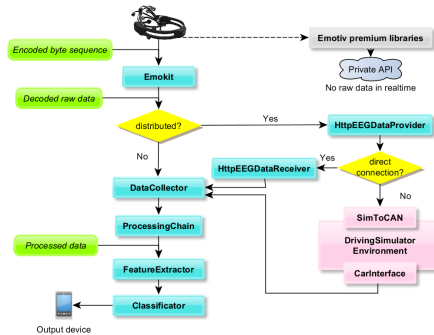 Encoded byte sequence
Emotiv premium libraries
Private API
No raw data in realtime
Emokit
Decoded raw data
distributed?
Yes
HttpEEGDataProvider
No
HttpEEGDataReceiver
Yes
direct
connection?
DataCollector
No
SimToCAN
ProcessingChain
DrivingSimulator
Environment
Processed data
FeatureExtractor
CarInterface
Classificator
Output device